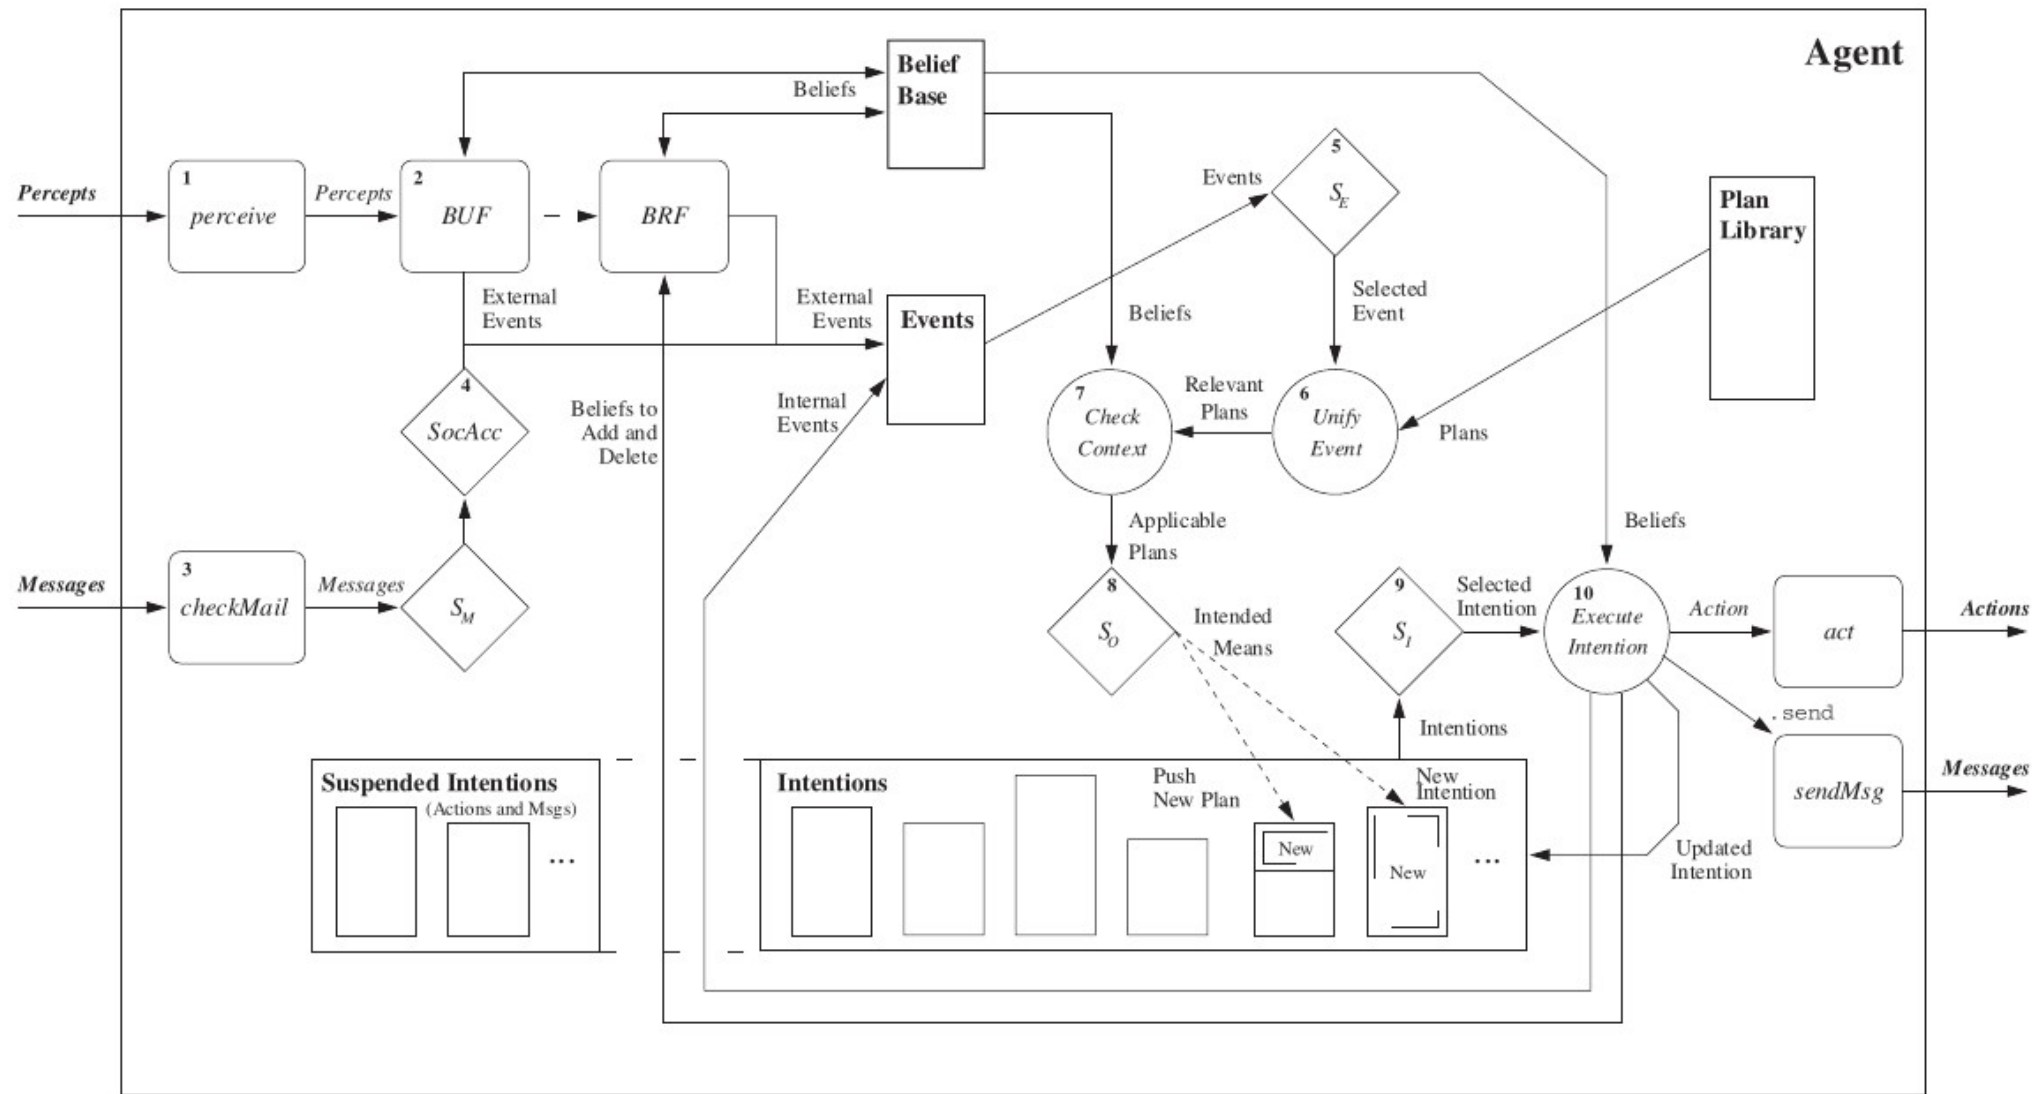 Agent
Belief
Base
Beliefs
5
S_E
Events
Plan
Library
Percepts
1
perceive
Percepts
2
BUF
BRF
External
Events
External
Events
Events
Beliefs
Selected
Event
4
SocAcc
Beliefs to
Add and
Delete
Internal
Events
7
Check
Context
Relevant
Plans
6
Unify
Event
Plans
Applicable
Plans
Beliefs
Messages
3
checkMail
Messages
S_M
8
S_O
Intended
Means
9
S_I
Selected
Intention
10
Execute
Intention
Action
act
Actions
.send
Intentions
Suspended Intentions
(Actions and Msgs)
...
Intentions
Push
New Plan
New
Intention
New
New
...
sendMsg
Messages
Updated
Intention